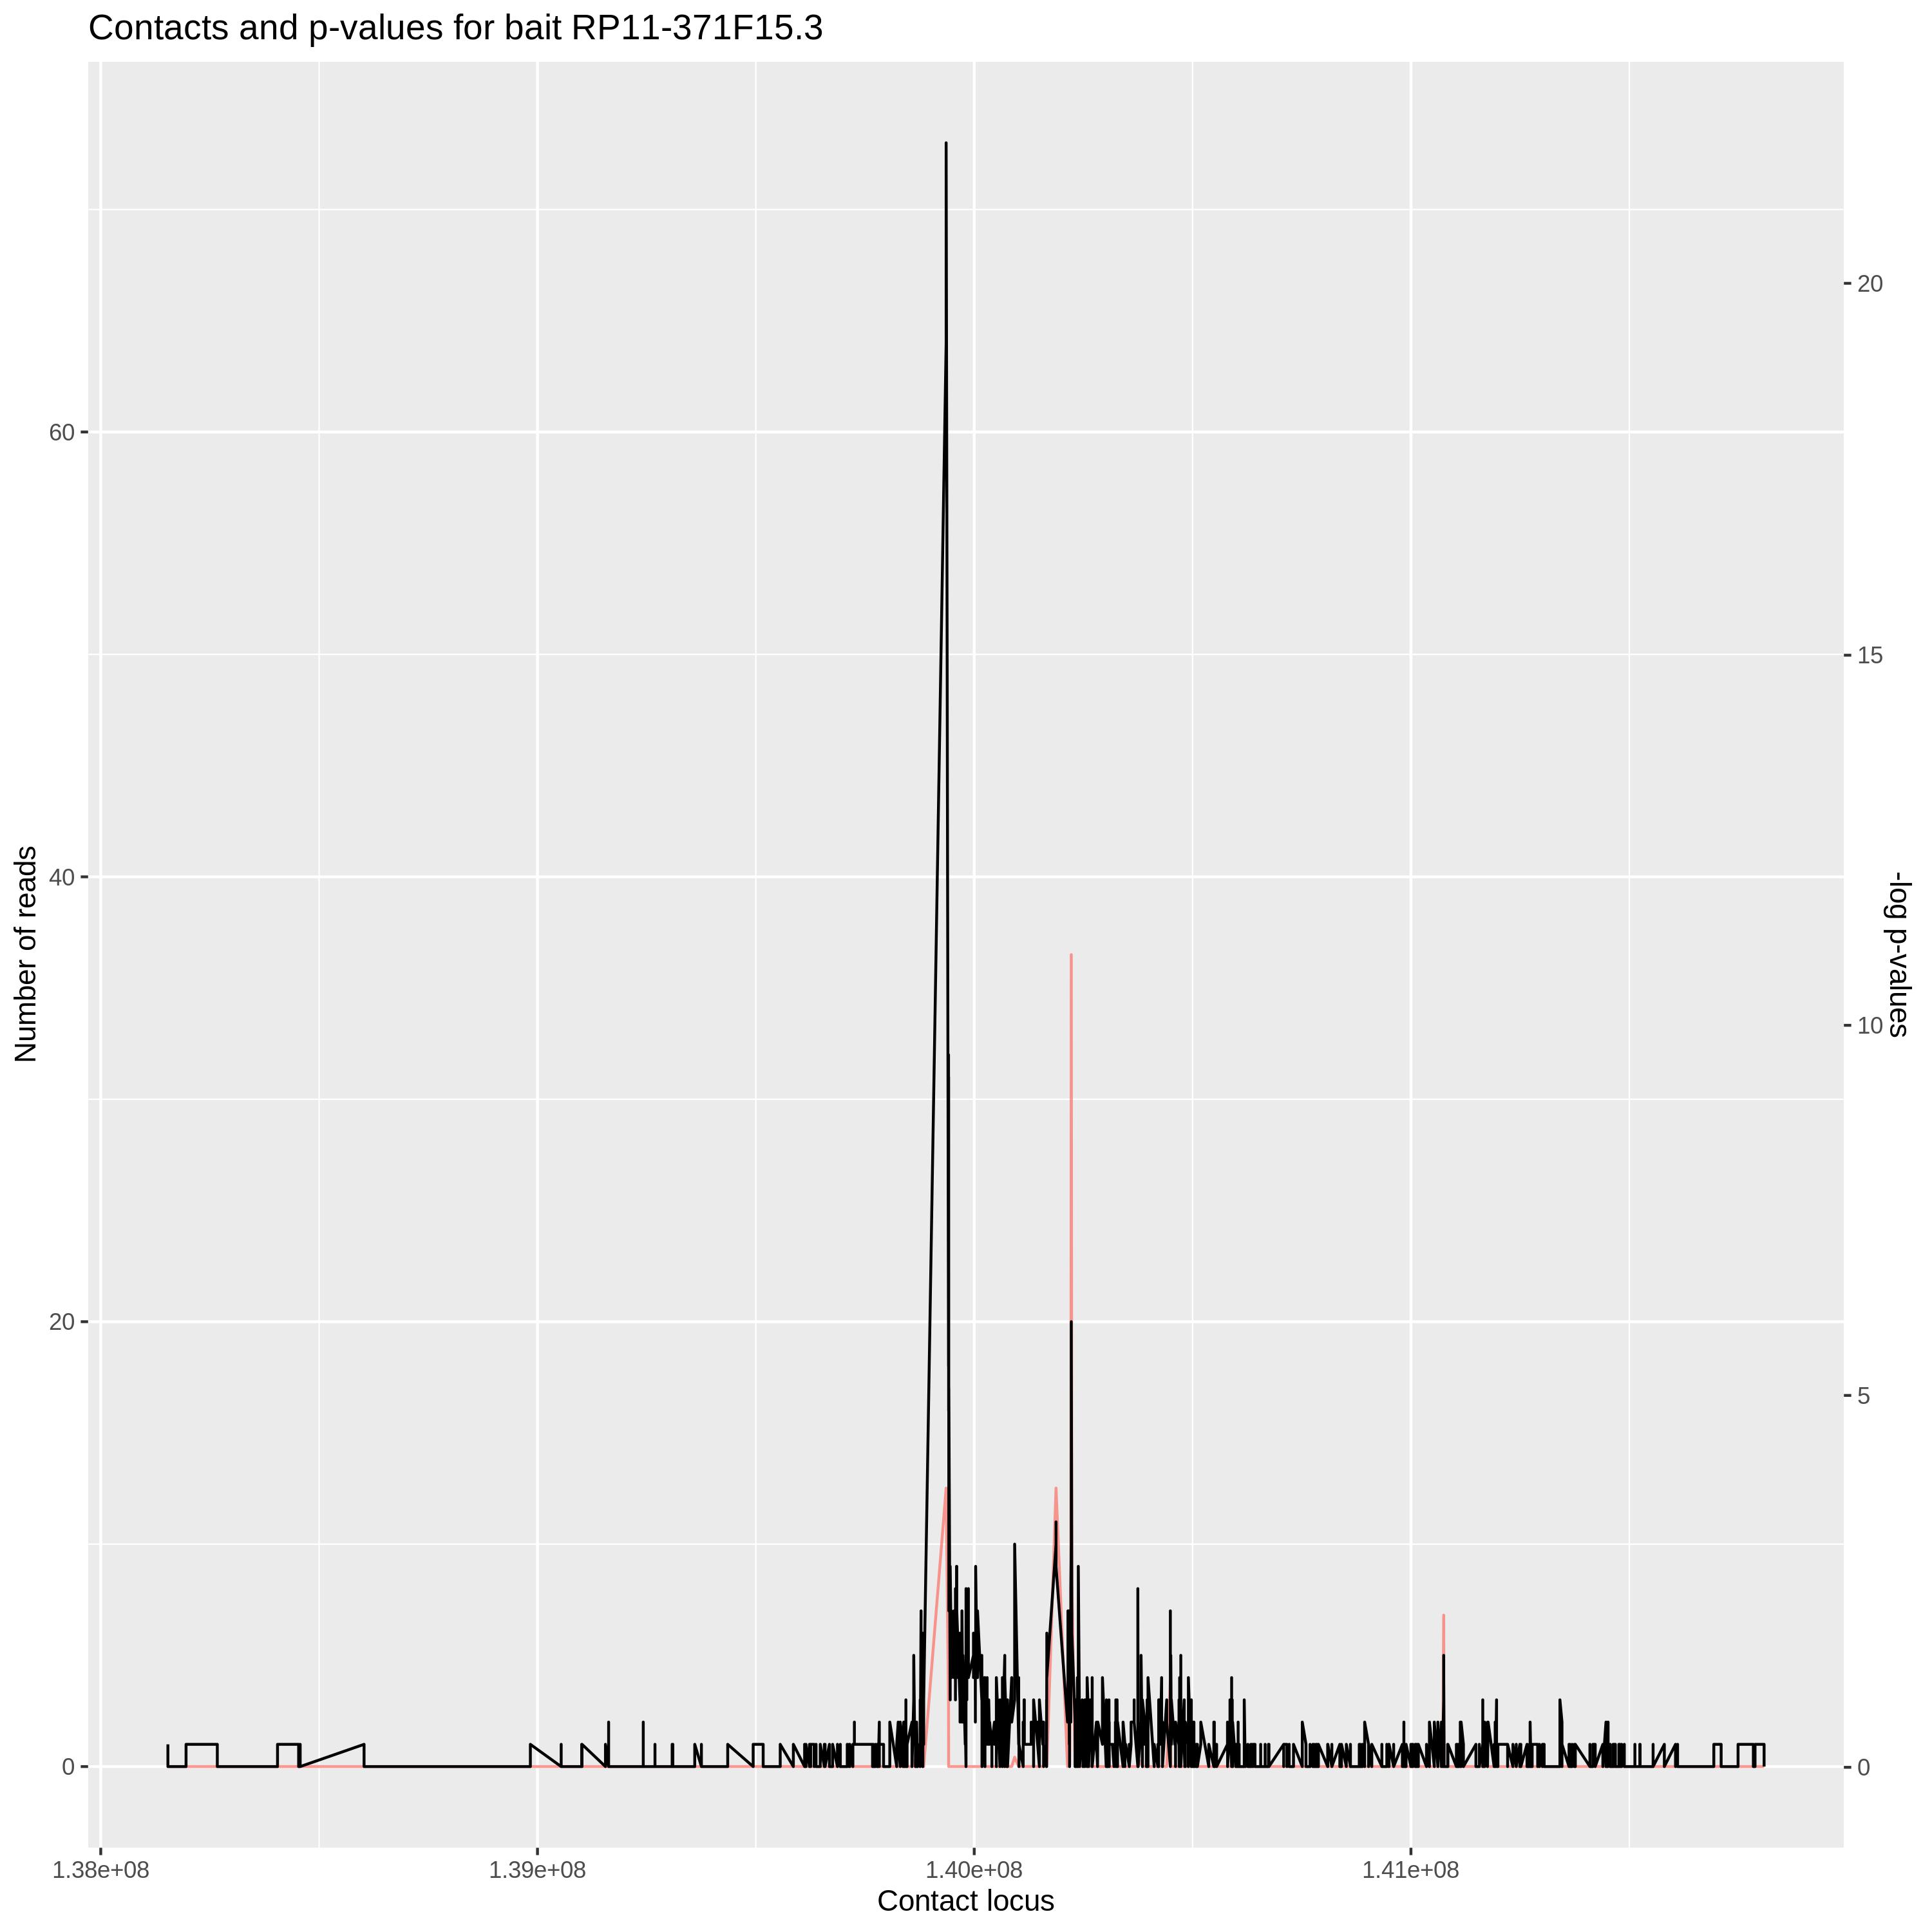 Contacts and p-values for bait RP11-371F15.3
Number of reads
60
40
20
0
20
15
10
5
0
-log p-values
1.38e+08
1.39e+08
1.40e+08
1.41e+08
Contact locus